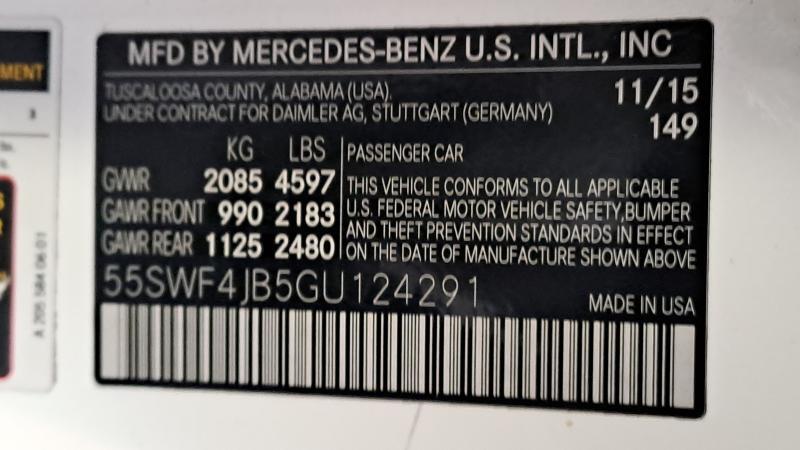 MFD BY MERCEDES-BENZ U.S. INTL., INC
TUSCALOOSA COUNTY, ALABAMA (USA).
UNDER CONTRACT FOR DAIMLER AG, STUTTGART (GERMANY)
11/15
149
KG LBS
GVWR 2085 4597
GAWR FRONT 990 2183
GAWR REAR 1125 2480
PASSENGER CAR
THIS VEHICLE CONFORMS TO ALL APPLICABLE
U.S. FEDERAL MOTOR VEHICLE SAFETY,BUMPER
AND THEFT PREVENTION STANDARDS IN EFFECT
ON THE DATE OF MANUFACTURE SHOWN ABOVE
55SWF4JB5GU124291
MADE IN USA
MENT